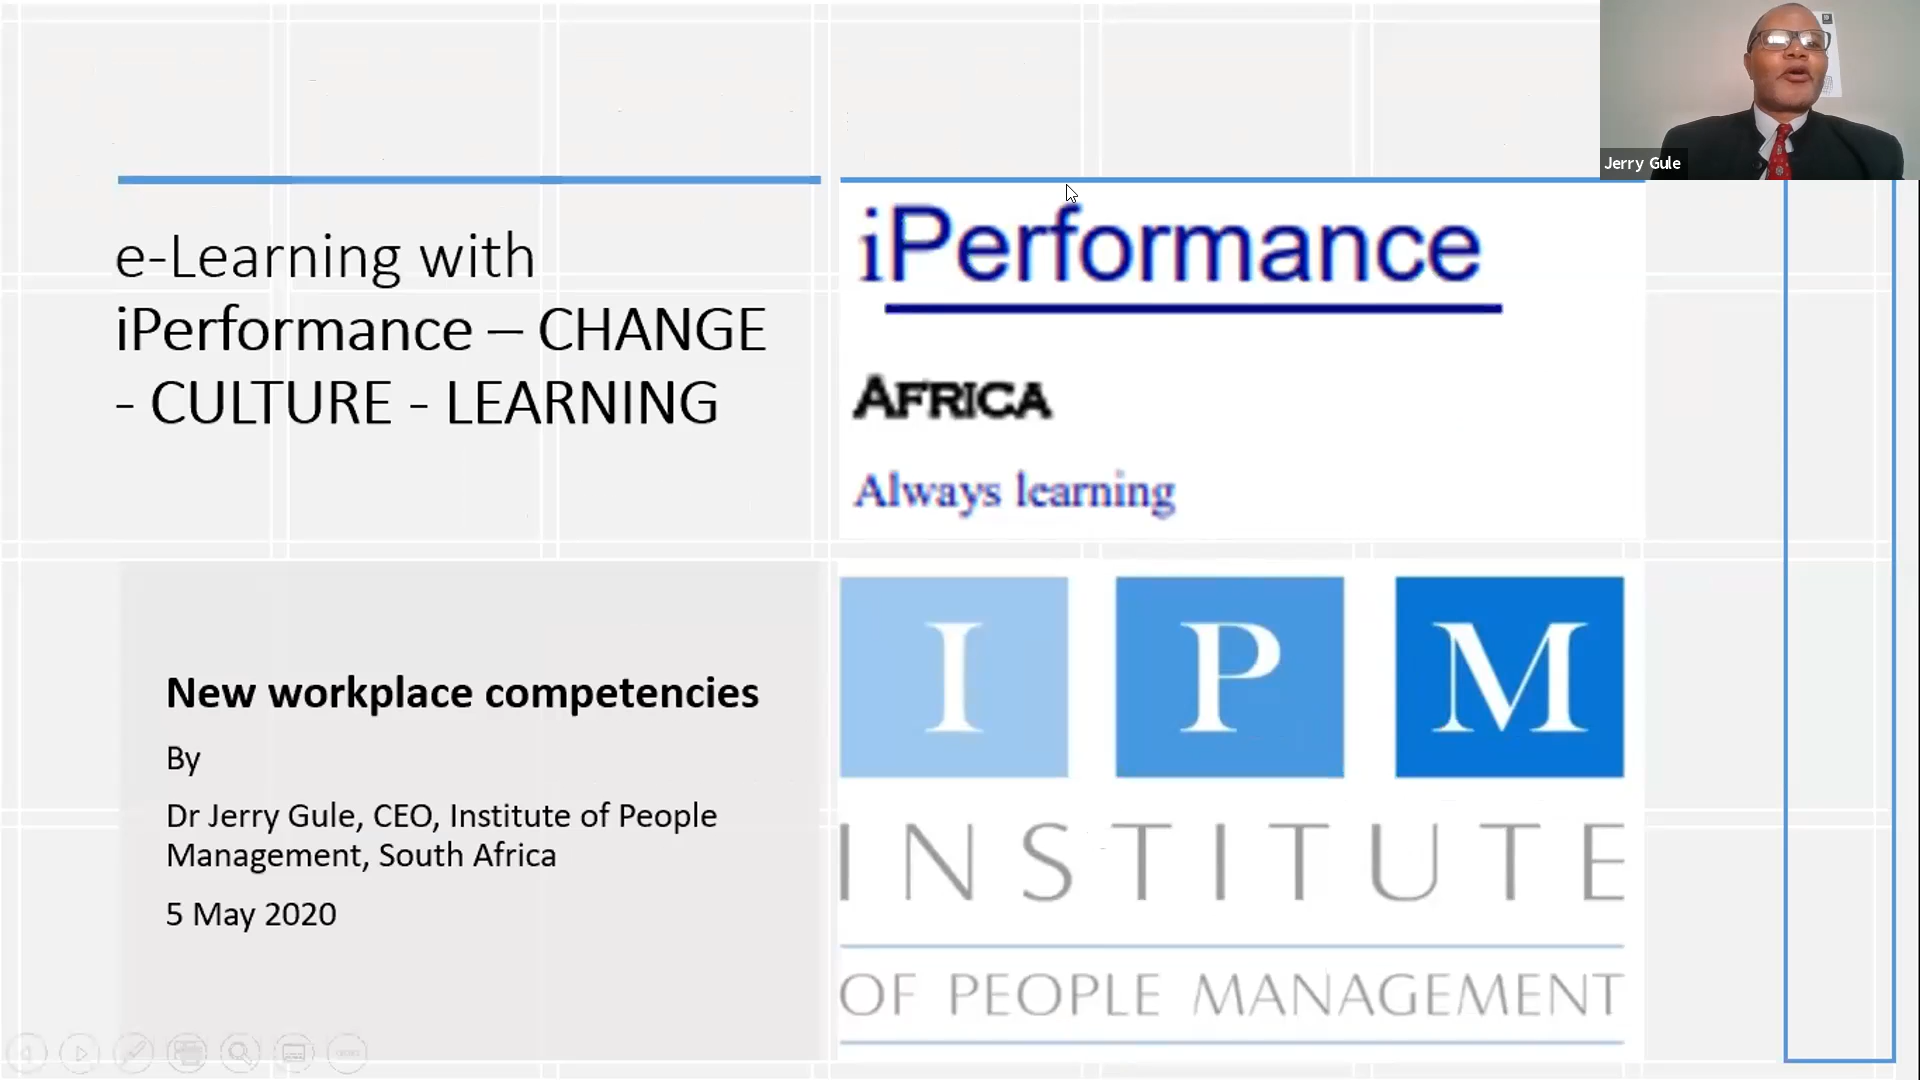 Jerry Gule
e-Learning with
iPerformance – CHANGE
- CULTURE - LEARNING
iPerformance
AFRICA
Always learning
New workplace competencies
By
Dr Jerry Gule, CEO, Institute of People
Management, South Africa
5 May 2020
I P M
INSTITUTE
OF PEOPLE MANAGEMENT